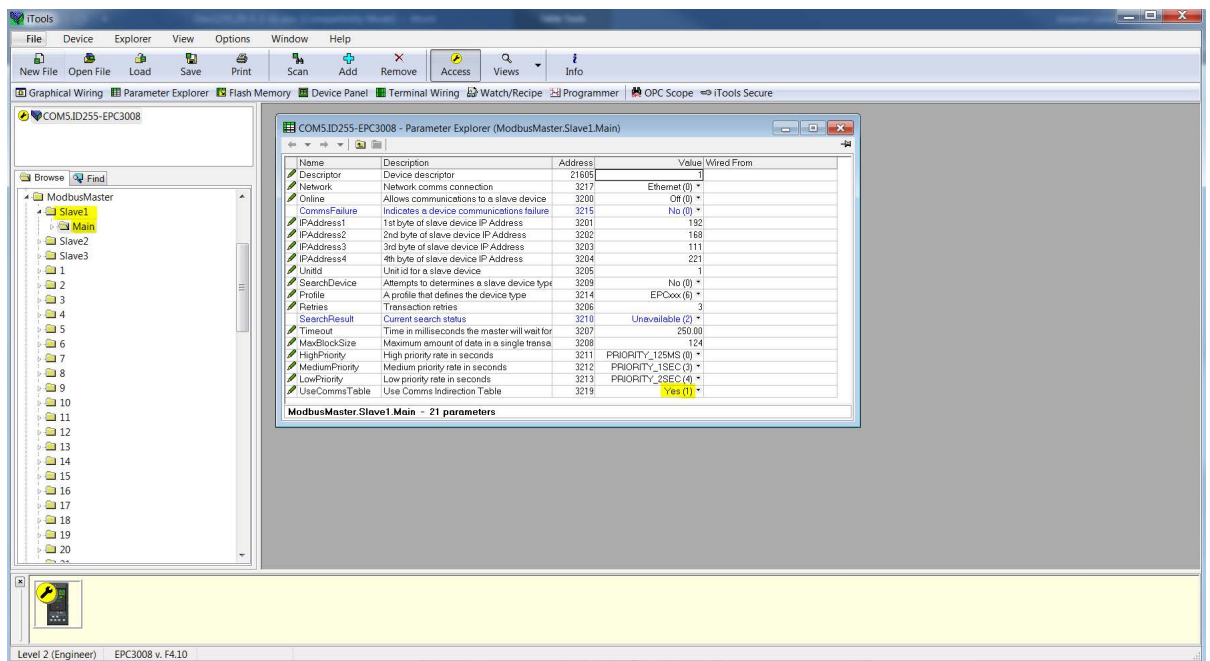 iTools
File Device Explorer View Options Window Help
New File Open File Load Save Print Scan Add Remove Access Views Info
Graphical Wiring Parameter Explorer Flash Memory Device Panel Terminal Wiring Watch/Recipe Programmer OPC Scope iTools Secure
COM5.ID255-EPC3008
Browse Find
ModbusMaster
Slave1
Main
Slave2
Slave3
1
2
3
4
5
6
7
8
9
10
11
12
13
14
15
16
17
18
19
20
COM5.ID255-EPC3008 - Parameter Explorer (ModbusMaster.Slave1.Main)
Name Description Address Value Wired From
Descriptor Device descriptor 21605 1
Network Network comms connection 3217 Ethernet (0)
Online Allows communications to a slave device 3200 Off (0)
CommsFailure Indicates a device communications failure 3215 No (0)
IPAddress1 1st byte of slave device IP Address 3201 192
IPAddress2 2nd byte of slave device IP Address 3202 168
IPAddress3 3rd byte of slave device IP Address 3203 111
IPAddress4 4th byte of slave device IP Address 3204 221
UnitId Unit id for a slave device 3205 1
SearchDevice Attempts to determines a slave device type 3209 No (0)
Profile A profile that defines the device type 3214 EPCxxx (6)
Retries Transaction retries 3206 3
SearchResult Current search status 3210 Unavailable (2)
Timeout Time in milliseconds the master will wait for 3207 250.00
MaxBlockSize Maximum amount of data in a single transa 3208 124
HighPriority High priority rate in seconds 3211 PRIORITY_125MS (0)
MediumPriority Medium priority rate in seconds 3212 PRIORITY_1SEC (3)
LowPriority Low priority rate in seconds 3213 PRIORITY_2SEC (4)
UseCommsTable Use Comms Indirection Table 3219 Yes (1)
ModbusMaster.Slave1.Main - 21 parameters
Level 2 (Engineer) EPC3008 v. F4.10